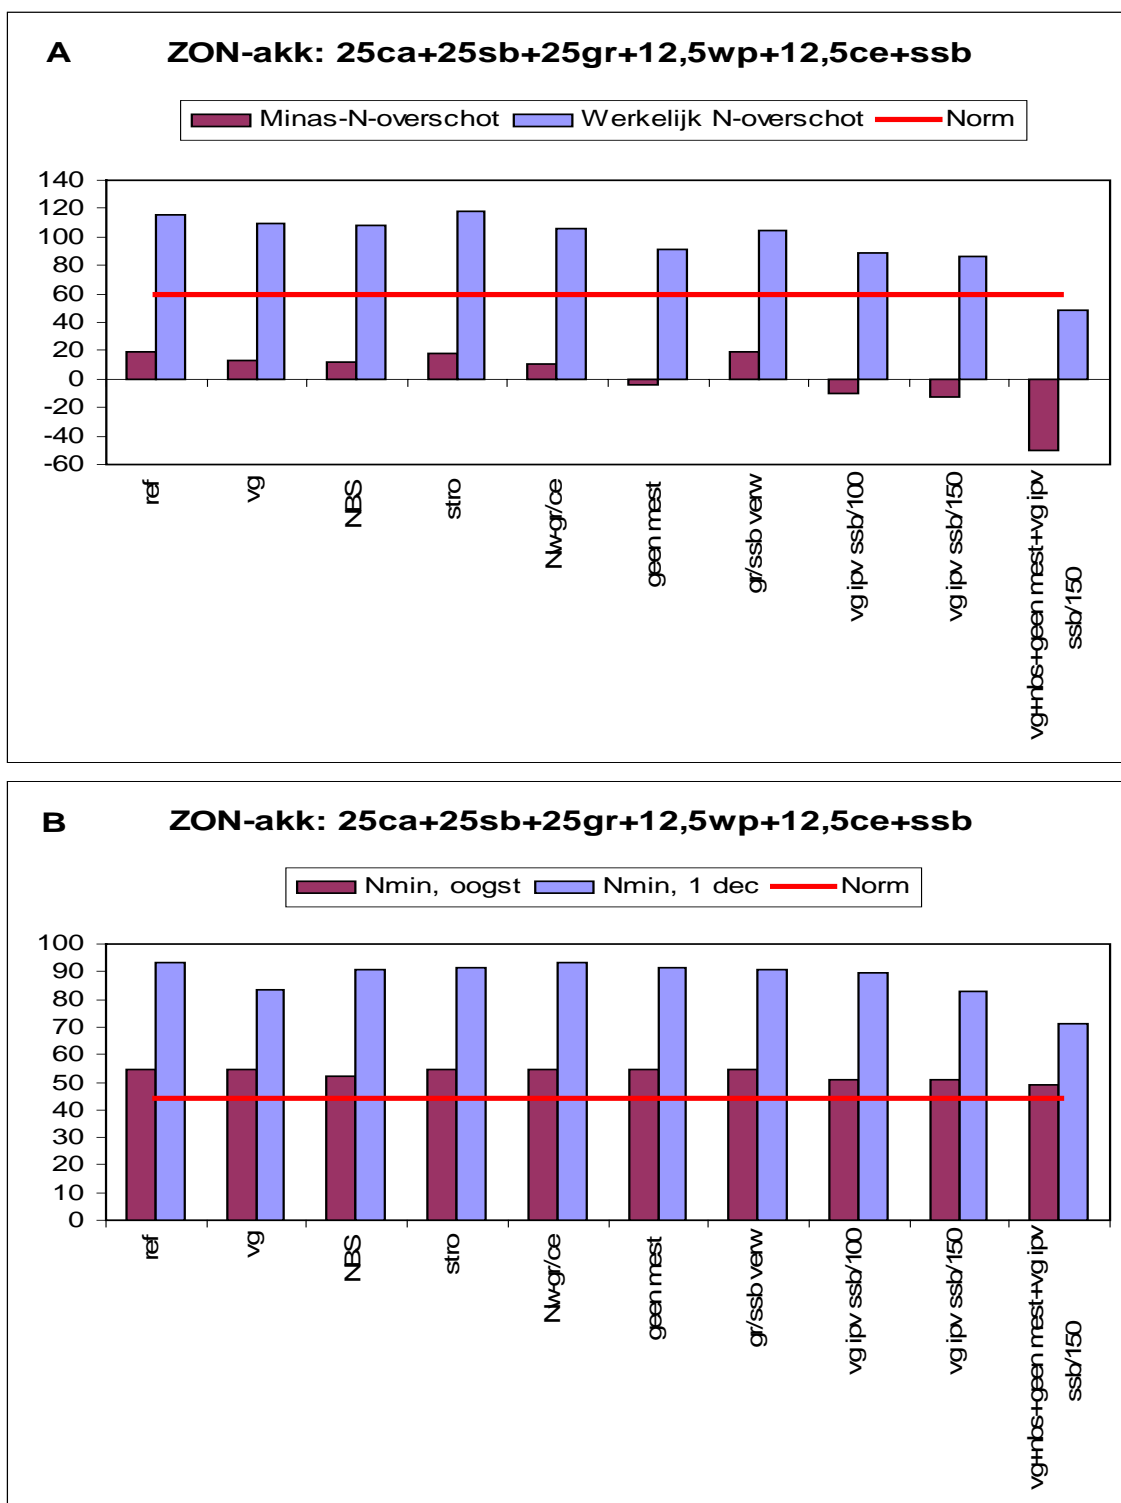 A ZON-akk: 25ca+25sb+25gr+12,5wp+12,5ce+ssb
Minas-N-overschot Werkelijk N-overschot Norm
140
120
100
80
60
40
20
0
-20
-40
-60
ref
vg
NBS
stro
Nw-gr/ce
geen mest
gr/ssb verw
vg ipv ssb/100
vg ipv ssb/150
vg+nbs+geen mest+vg ipv
ssb/150
B ZON-akk: 25ca+25sb+25gr+12,5wp+12,5ce+ssb
Nmin, oogst Nmin, 1 dec Norm
100
90
80
70
60
50
40
30
20
10
0
ref
vg
NBS
stro
Nw-gr/ce
geen mest
gr/ssb verw
vg ipv ssb/100
vg ipv ssb/150
vg+nbs+geen mest+vg ipv
ssb/150